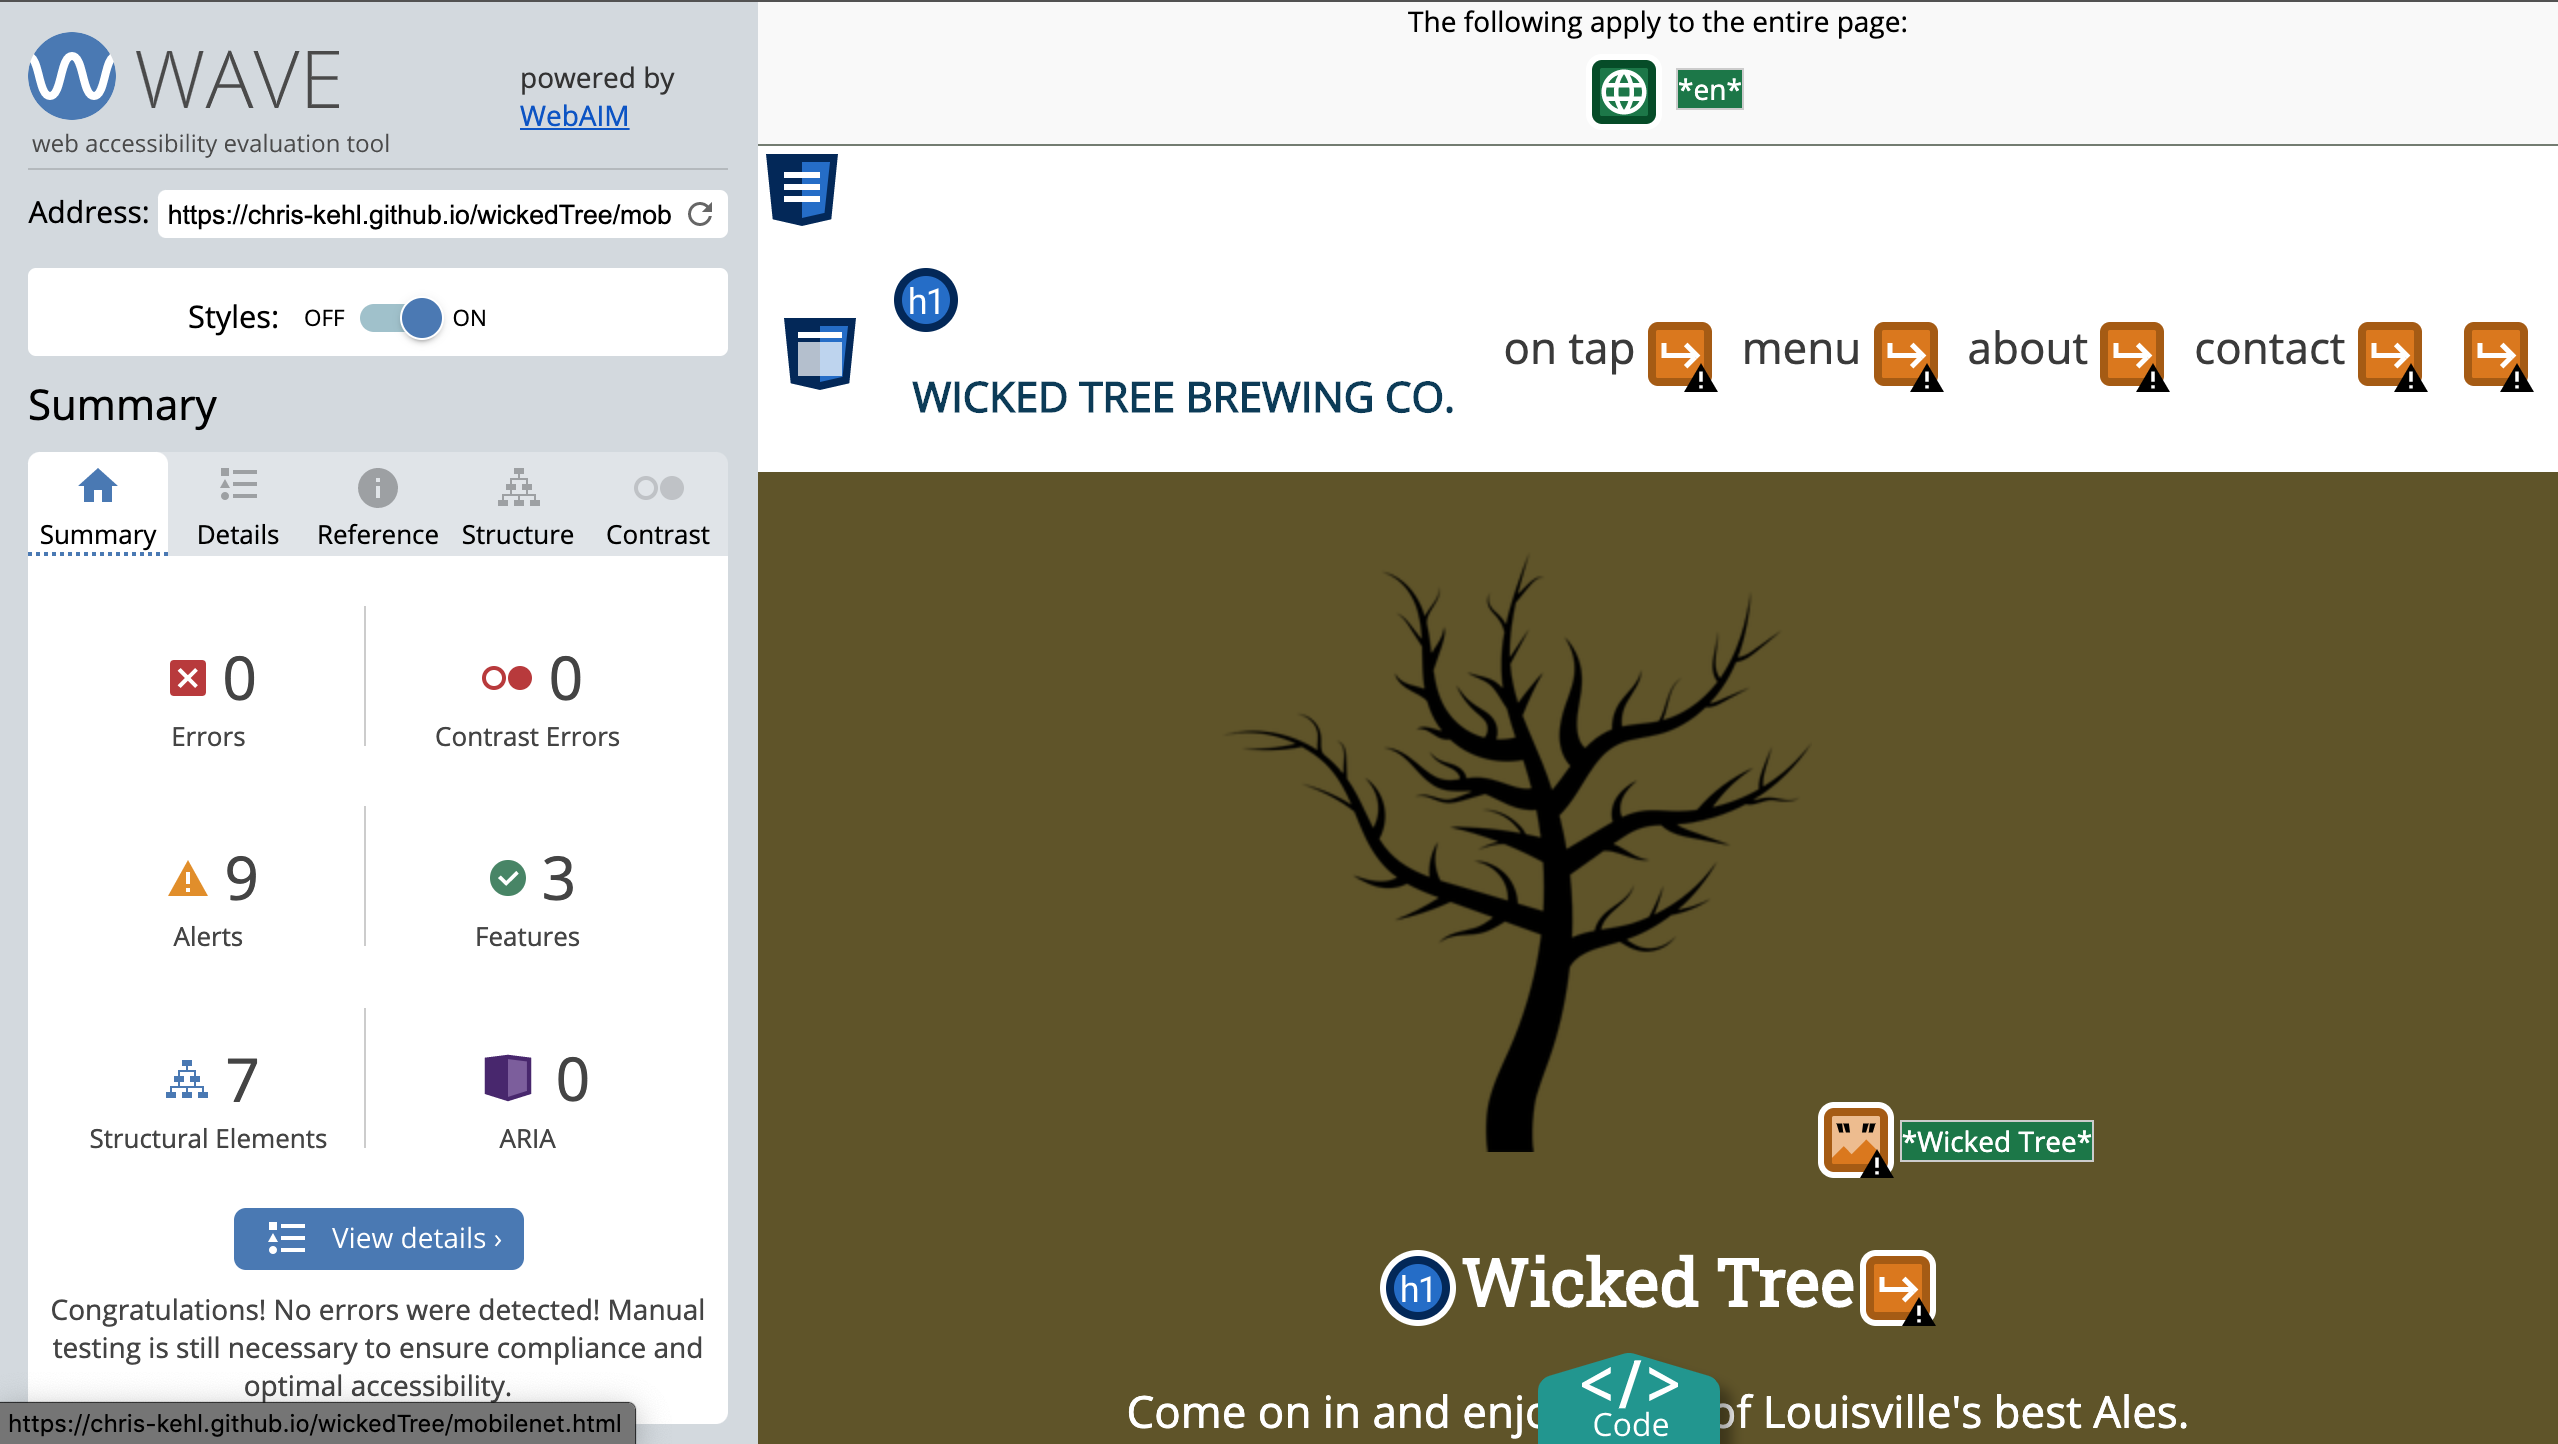 WAVE
powered by
WebAIM
web accessibility evaluation tool
Address: https://chris-kehl.github.io/wickedTree/mob
Styles: OFF ON
Summary
Summary Details Reference Structure Contrast
0 0
Errors Contrast Errors
9 3
Alerts Features
7 0
Structural Elements ARIA
View details ›
Congratulations! No errors were detected! Manual
testing is still necessary to ensure compliance and
optimal accessibility.
https://chris-kehl.github.io/wickedTree/mobilenet.html
The following apply to the entire page:
*en*
h1
WICKED TREE BREWING CO.
on tap menu about contact
*Wicked Tree*
h1 Wicked Tree
Come on in and of Louisville's best Ales.
</> Code